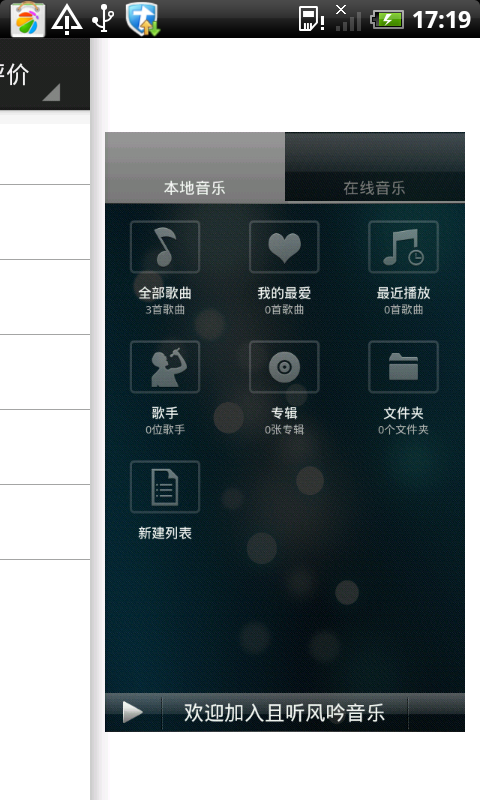 17:19
评价
本地音乐
在线音乐
全部歌曲
3首歌曲
我的最爱
0首歌曲
最近播放
0首歌曲
歌手
0位歌手
专辑
0张专辑
文件夹
0个文件夹
新建列表
欢迎加入且听风吟音乐